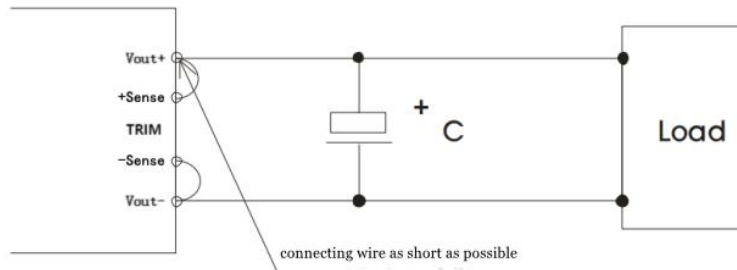 Vout+
+Sense
TRIM
-Sense
Vout-
+
C
Load
connecting wire as short as possible